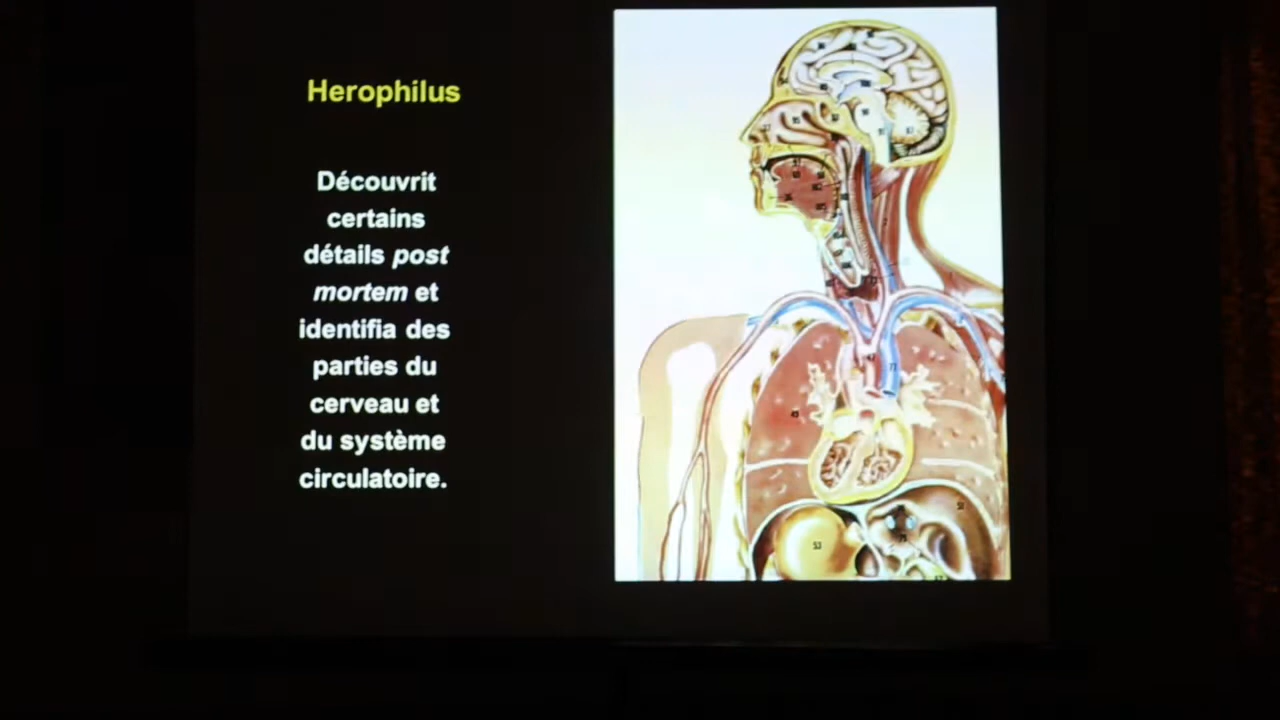 Herophilus
Découvrit
certains
détails post
mortem et
identifia des
parties du
cerveau et
du système
circulatoire.